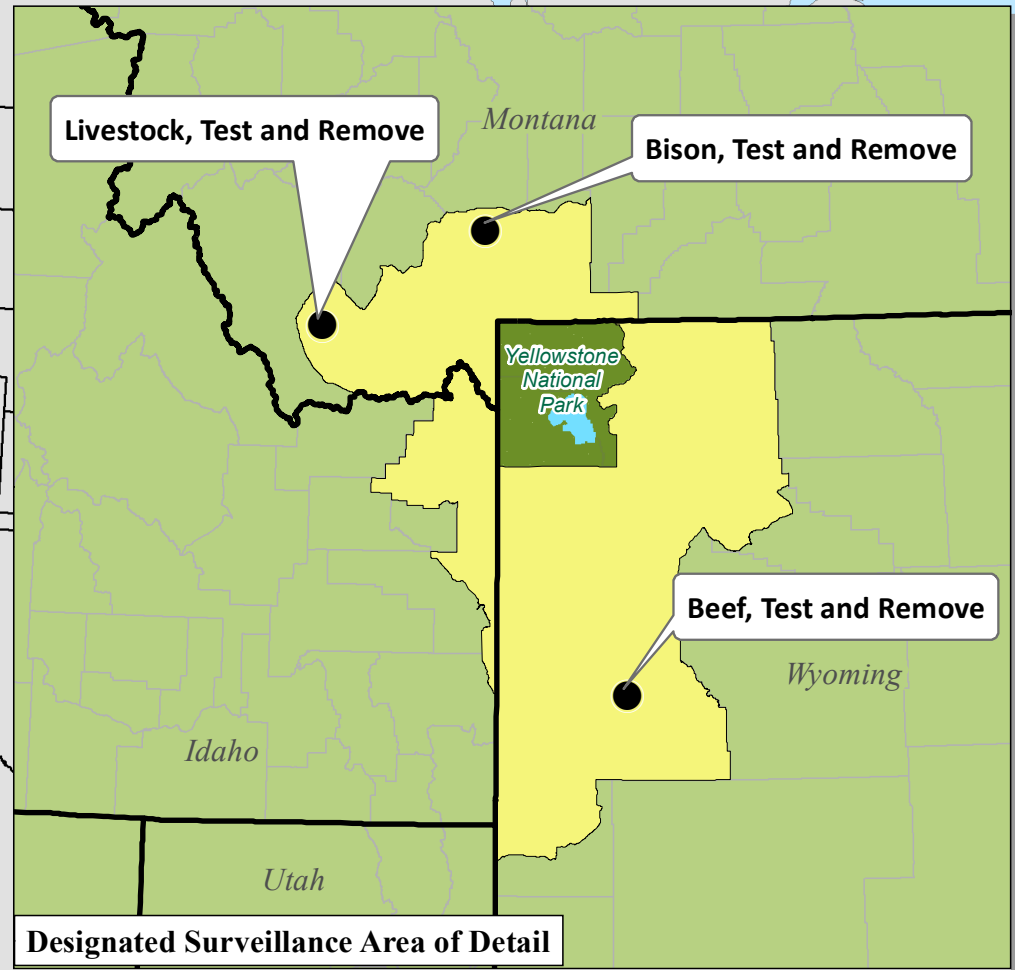 Montana
Livestock, Test and Remove
Bison, Test and Remove
Yellowstone
National
Park
Beef, Test and Remove
Wyoming
Idaho
Utah
Designated Surveillance Area of Detail